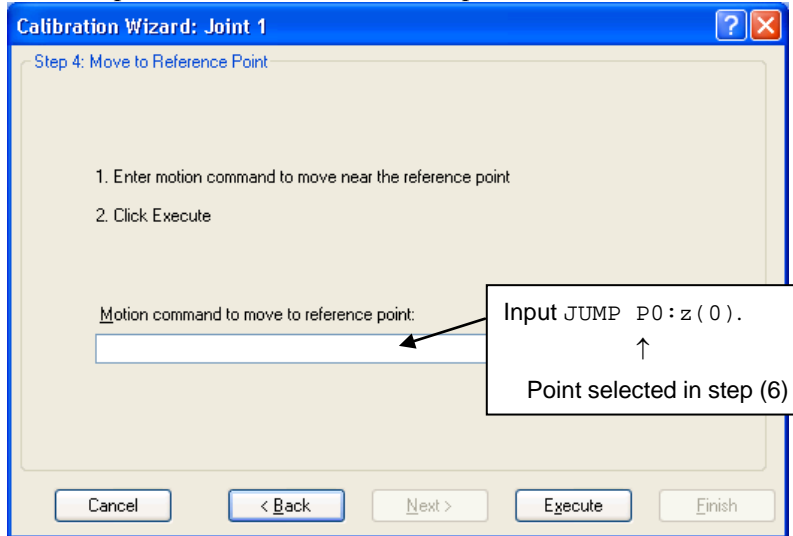 Calibration Wizard: Joint 1
Step 4: Move to Reference Point
1. Enter motion command to move near the reference point
2. Click Execute
Motion command to move to reference point:
Input JUMP P0:z(0).
↑
Point selected in step (6)
Cancel
< Back
Next >
Execute
Finish